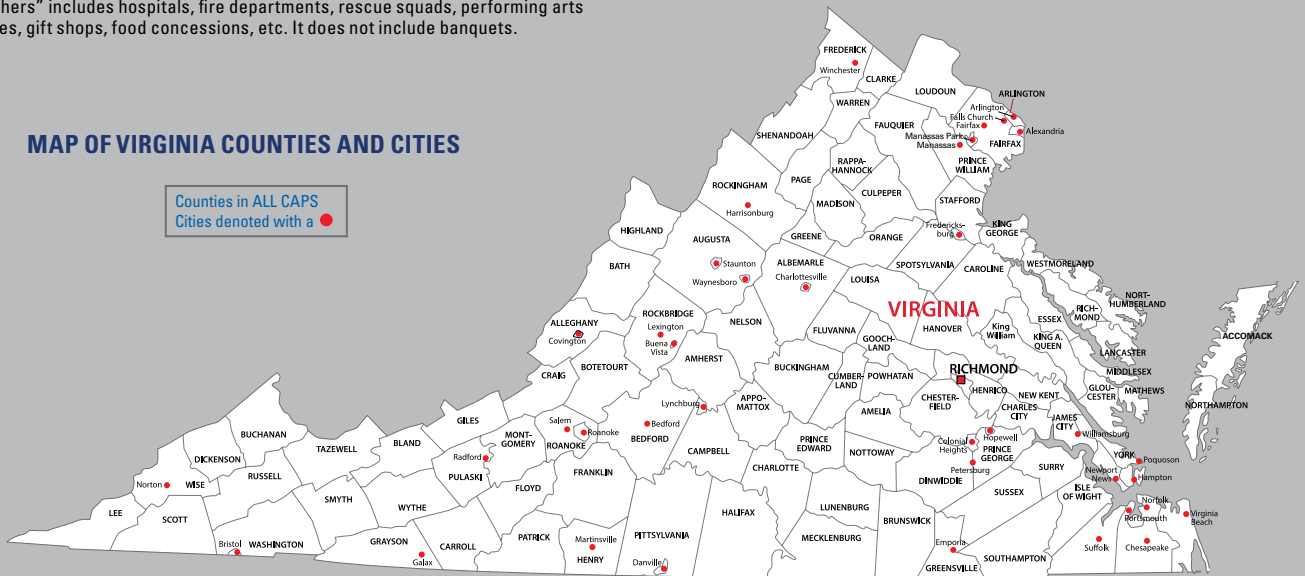 hers” includes hospitals, fire departments, rescue squads, performing arts
es, gift shops, food concessions, etc. It does not include banquets.
MAP OF VIRGINIA COUNTIES AND CITIES
Counties in ALL CAPS
Cities denoted with a
FREDERICK
Winchester
CLARKE
LOUDOUN
ARLINGTON
WARREN
Arlington
Falls Church
Fairfax
Alexandria
FAUQUIER
SHENANDOAH
Manassas Park
Manassas
FAIRFAX
PRINCE
WILLIAM
RAPPA-
HANNOCK
PAGE
ROCKINGHAM
CULPEPER
MADISON
STAFFORD
Harrisonburg
HIGHLAND
AUGUSTA
GREENE
ORANGE
Fredericks-
burg
KING
GEORGE
BATH
Staunton
ALBEMARLE
SPOTSYLVANIA
CAROLINE
WESTMORELAND
Waynesboro
Charlottesville
LOUISA
NORT-
HUMBERLAND
RICH-
MOND
VIRGINIA
ALLEGHANY
Covington
ROCKBRIDGE
Lexington
Buena
Vista
NELSON
FLUVANNA
GOOCH-
LAND
HANOVER
King
William
ESSEX
KING A.
QUEEN
ACCOMACK
LANCASTER
AMHERST
BUCKINGHAM
CUMBER-
LAND
POWHATAN
RICHMOND
HENRICO
NEW KENT
MIDDLESEX
GLOU-
CESTER
MATHEWS
CRAIG
BOTETOURT
APPO-
MATTOX
AMELIA
CHESTER-
FIELD
CHARLES
CITY
JAMES
CITY
NORTHAMPTON
Lynchburg
GILES
Salem
Roanoke
ROANOKE
Bedford
BEDFORD
Williamsburg
BUCHANAN
TAZEWELL
BLAND
MONT-
GOMERY
CAMPBELL
PRINCE
EDWARD
NOTTOWAY
Colonial
Heights
Hopewell
PRINCE
GEORGE
YORK
Poquoson
DICKENSON
RUSSELL
Radford
PULASKI
FRANKLIN
CHARLOTTE
Petersburg
DINWIDDIE
SURRY
Newport
News
Hampton
Norton
WISE
SMYTH
WYTHE
FLOYD
SUSSEX
ISLE
OF WIGHT
Norfolk
LEE
SCOTT
HALIFAX
LUNENBURG
BRUNSWICK
Portsmouth
Virginia
Beach
Bristol
WASHINGTON
GRAYSON
Galax
CARROLL
PATRICK
Martinsville
HENRY
PITTSYLVANIA
Danville
MECKLENBURG
Emporia
GREENSVILLE
SOUTHAMPTON
Suffolk
Chesapeake